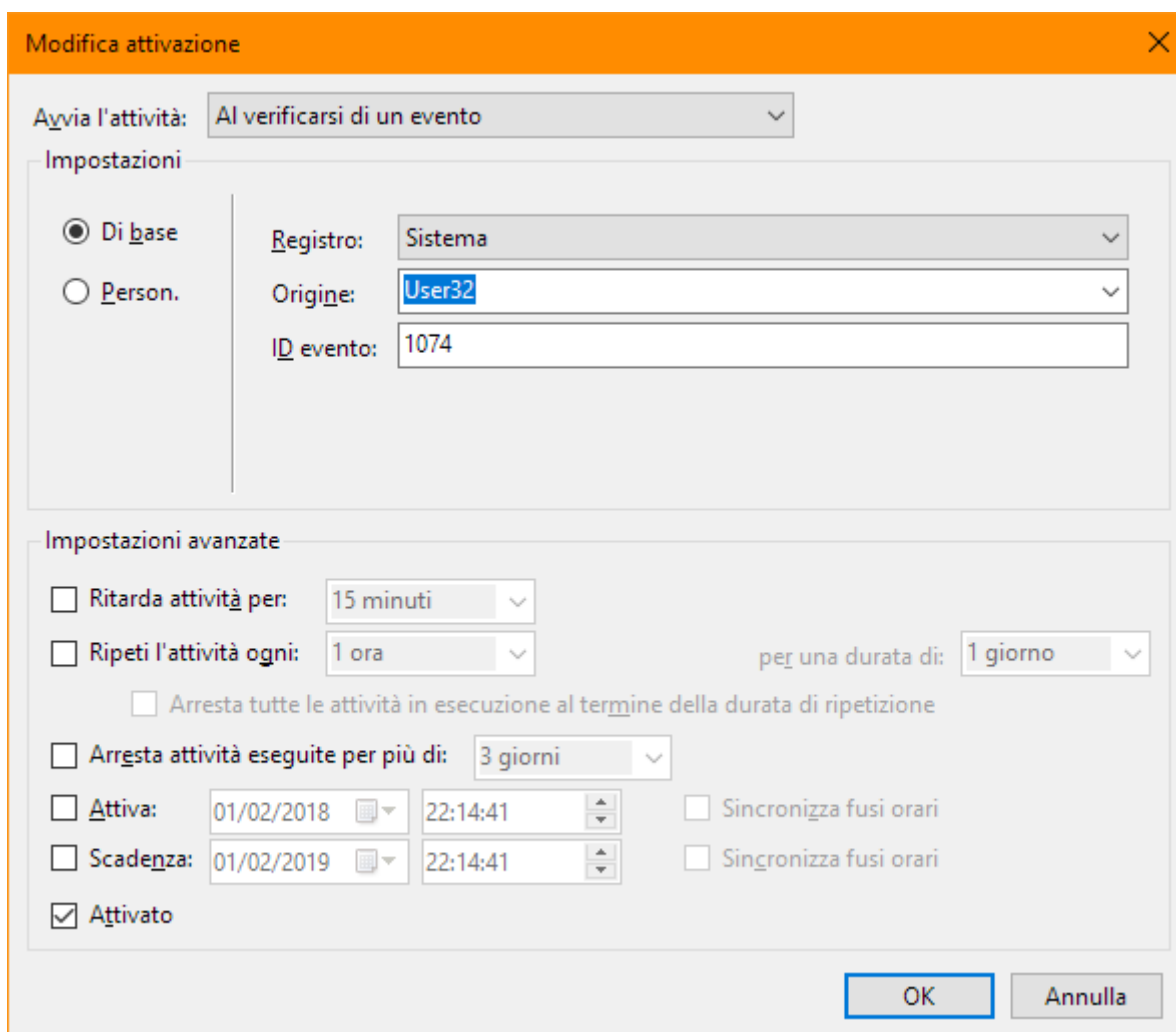 Modifica attivazione
Avvia l'attività: Al verificarsi di un evento
Impostazioni
Di base
Person.
Registro: Sistema
Origine: User32
ID evento: 1074
Impostazioni avanzate
Ritarda attività per: 15 minuti
Ripeti l'attività ogni: 1 ora per una durata di: 1 giorno
Arresta tutte le attività in esecuzione al termine della durata di ripetizione
Arresta attività eseguite per più di: 3 giorni
Attiva: 01/02/2018 22:14:41 Sincronizza fusi orari
Scadenza: 01/02/2019 22:14:41 Sincronizza fusi orari
Attivato
OK Annulla